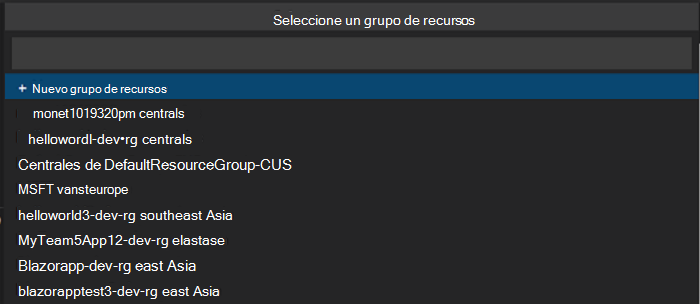 Seleccione un grupo de recursos
+ Nuevo grupo de recursos
monet1019320pm centrals
hellowordl-dev•rg centrals
Centrales de DefaultResourceGroup-CUS
MSFT vansteurope
helloworld3-dev-rg southeast Asia
MyTeam5App12-dev-rg elastase
Blazorapp-dev-rg east Asia
blazorapptest3-dev-rg east Asia